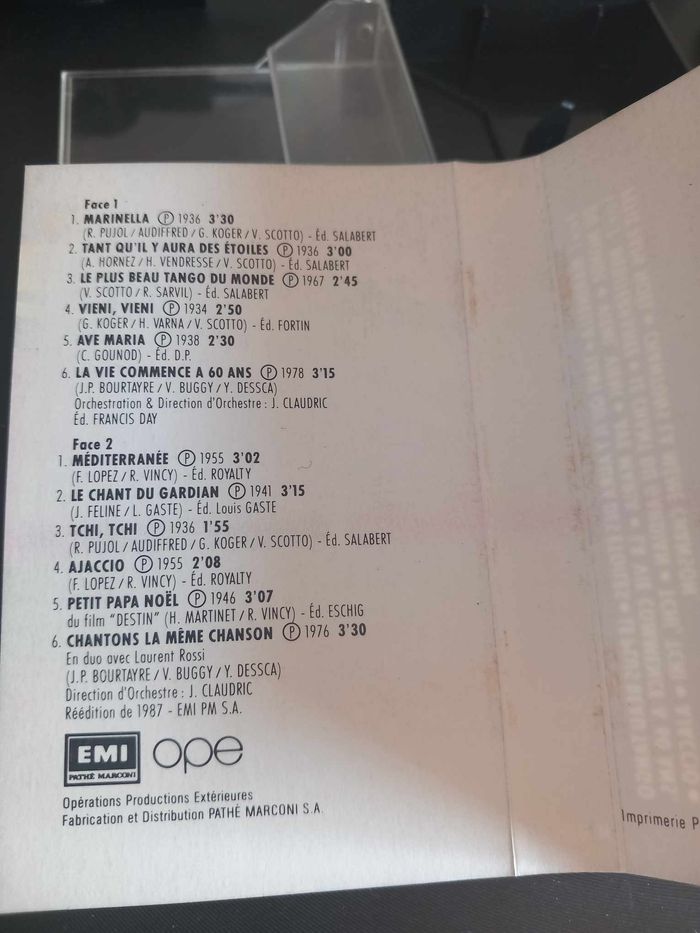 Face 1
1. MARINELLA Ⓟ 1936 3'30
(R. PUJOL / AUDIFFRED / G. KOGER / V. SCOTTO) - Éd. SALABERT
2. TANT QU'IL Y AURA DES ÉTOILES Ⓟ 1936 3'00
(A. HORNEZ / H. VENDRESSE / V. SCOTTO) - Éd. SALABERT
3. LE PLUS BEAU TANGO DU MONDE Ⓟ 1967 2'45
(V. SCOTTO / R. SARVIL) - Éd. SALABERT
4. VIENI, VIENI Ⓟ 1934 2'50
(G. KOGER / H. VARNA / V. SCOTTO) - Éd. FORTIN
5. AVE MARIA Ⓟ 1938 2'30
(C. GOUNOD) - Éd. D.P.
6. LA VIE COMMENCE A 60 ANS Ⓟ 1978 3'15
(J.P. BOURTAYRE / V. BUGGY / Y. DESSCA)
Orchestration & Direction d'Orchestre : J. CLAUDRIC
Éd. FRANCIS DAY
Face 2
1. MÉDITERRANÉE Ⓟ 1955 3'02
(F. LOPEZ / R. VINCY) - Éd. ROYALTY
2. LE CHANT DU GARDIAN Ⓟ 1941 3'15
(J. FELINE / L. GASTE) - Éd. Louis GASTE
3. TCHI, TCHI Ⓟ 1936 1'55
(R. PUJOL / AUDIFFRED / G. KOGER / V. SCOTTO) - Éd. SALABERT
4. AJACCIO Ⓟ 1955 2'08
(F. LOPEZ / R. VINCY) - Éd. ROYALTY
5. PETIT PAPA NOËL Ⓟ 1946 3'07
du film "DESTIN" (H. MARTINET / R. VINCY) - Éd. ESCHIG
6. CHANTONS LA MÊME CHANSON Ⓟ 1976 3'30
En duo avec Laurent Rossi
(J.P. BOURTAYRE / V. BUGGY / Y. DESSCA)
Direction d'Orchestre : J. CLAUDRIC
Réédition de 1987 - EMI PM S.A.
EMI ope
PATHÉ MARCONI
Opérations Productions Extérieures
Fabrication et Distribution PATHÉ MARCONI S.A.
Imprimerie P